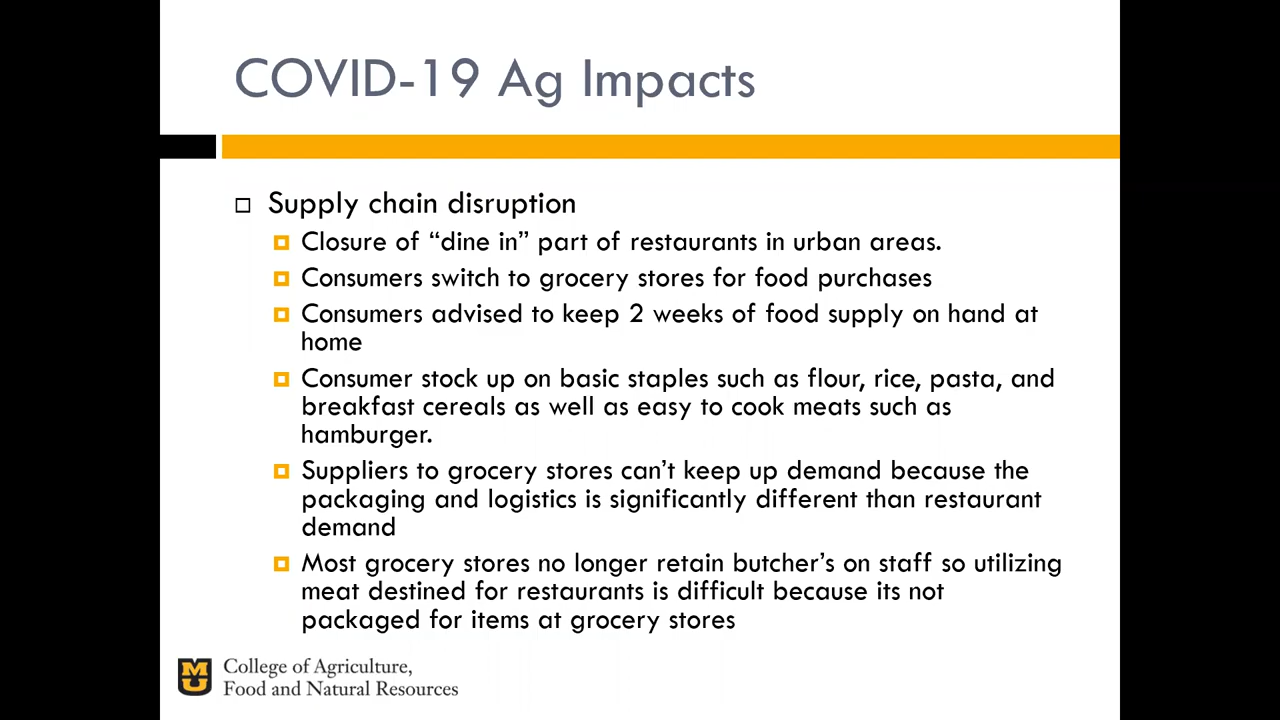 COVID-19 Ag Impacts
Supply chain disruption
Closure of “dine in” part of restaurants in urban areas.
Consumers switch to grocery stores for food purchases
Consumers advised to keep 2 weeks of food supply on hand at
home
Consumer stock up on basic staples such as flour, rice, pasta, and
breakfast cereals as well as easy to cook meats such as
hamburger.
Suppliers to grocery stores can’t keep up demand because the
packaging and logistics is significantly different than restaurant
demand
Most grocery stores no longer retain butcher’s on staff so utilizing
meat destined for restaurants is difficult because its not
packaged for items at grocery stores
MU
College of Agriculture,
Food and Natural Resources